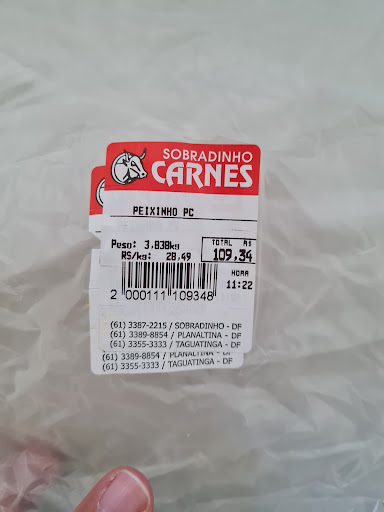 SOBRADINHO
CARNES
PEIXINHO PC
Peso: 3,838kg
TOTAL R$
R$/kg: 28,49
109,34
HORA
11:22
2 000111 109348
(61) 3387-2215 / SOBRADINHO - DF
(61) 3389-8854 / PLANALTINA - DF
(61) 3355-3333 / TAGUATINGA - DF
(61) 3389-8854 / PLANALTINA - DF
(61) 3355-3333 / TAGUATINGA - DF